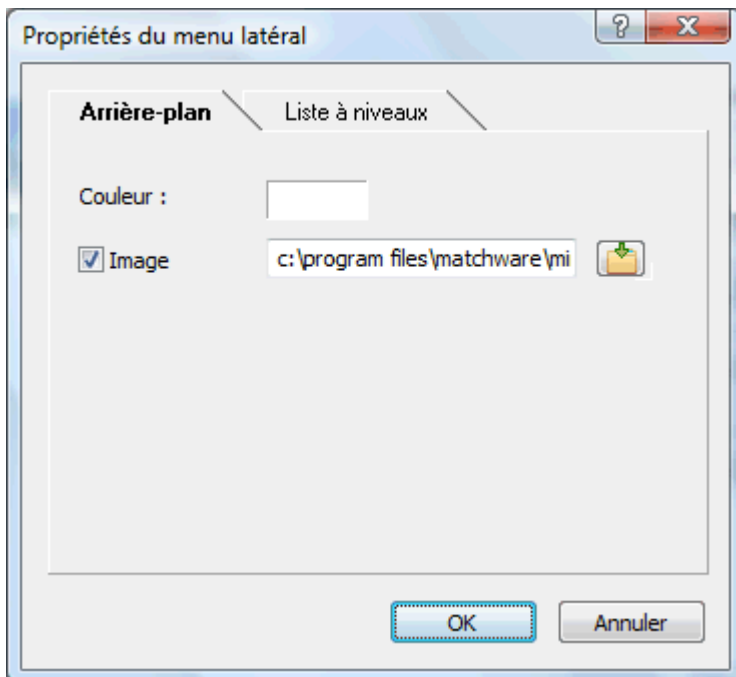 Propriétés du menu latéral
Arrière-plan
Liste à niveaux
Couleur :
Image
c:\program files\matchware\mi
OK
Annuler